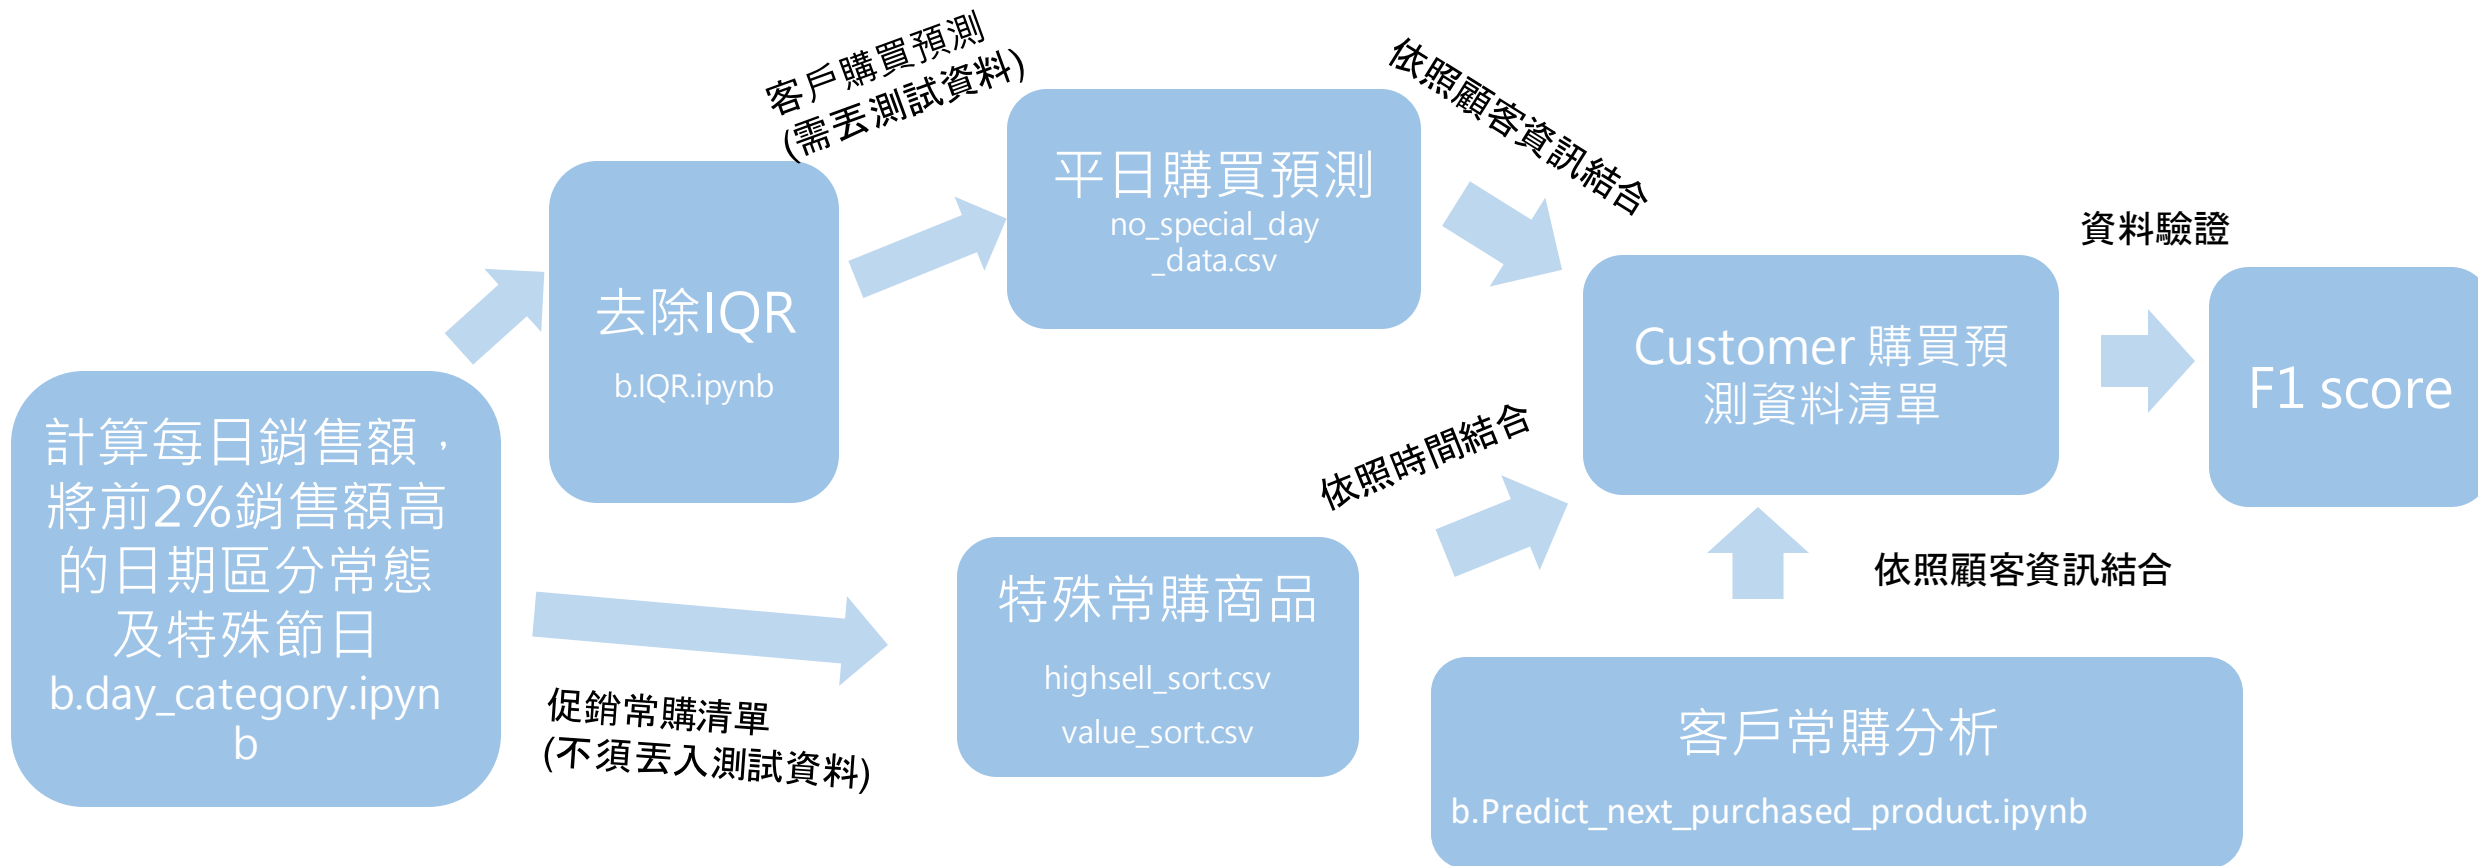 計算每日銷售額，
將前2%銷售額高
的日期區分常態
及特殊節日
b.day_category.ipyn
b
去除IQR
b.IQR.ipynb
客戶購買預測
(需丟測試資料)
平日購買預測
no_special_day
_data.csv
依照顧客資訊結合
促銷常購清單
(不須丟入測試資料)
特殊常購商品
highsell_sort.csv
value_sort.csv
依照時間結合
Customer 購買預
測資料清單
依照顧客資訊結合
客戶常購分析
b.Predict_next_purchased_product.ipynb
資料驗證
F1 score